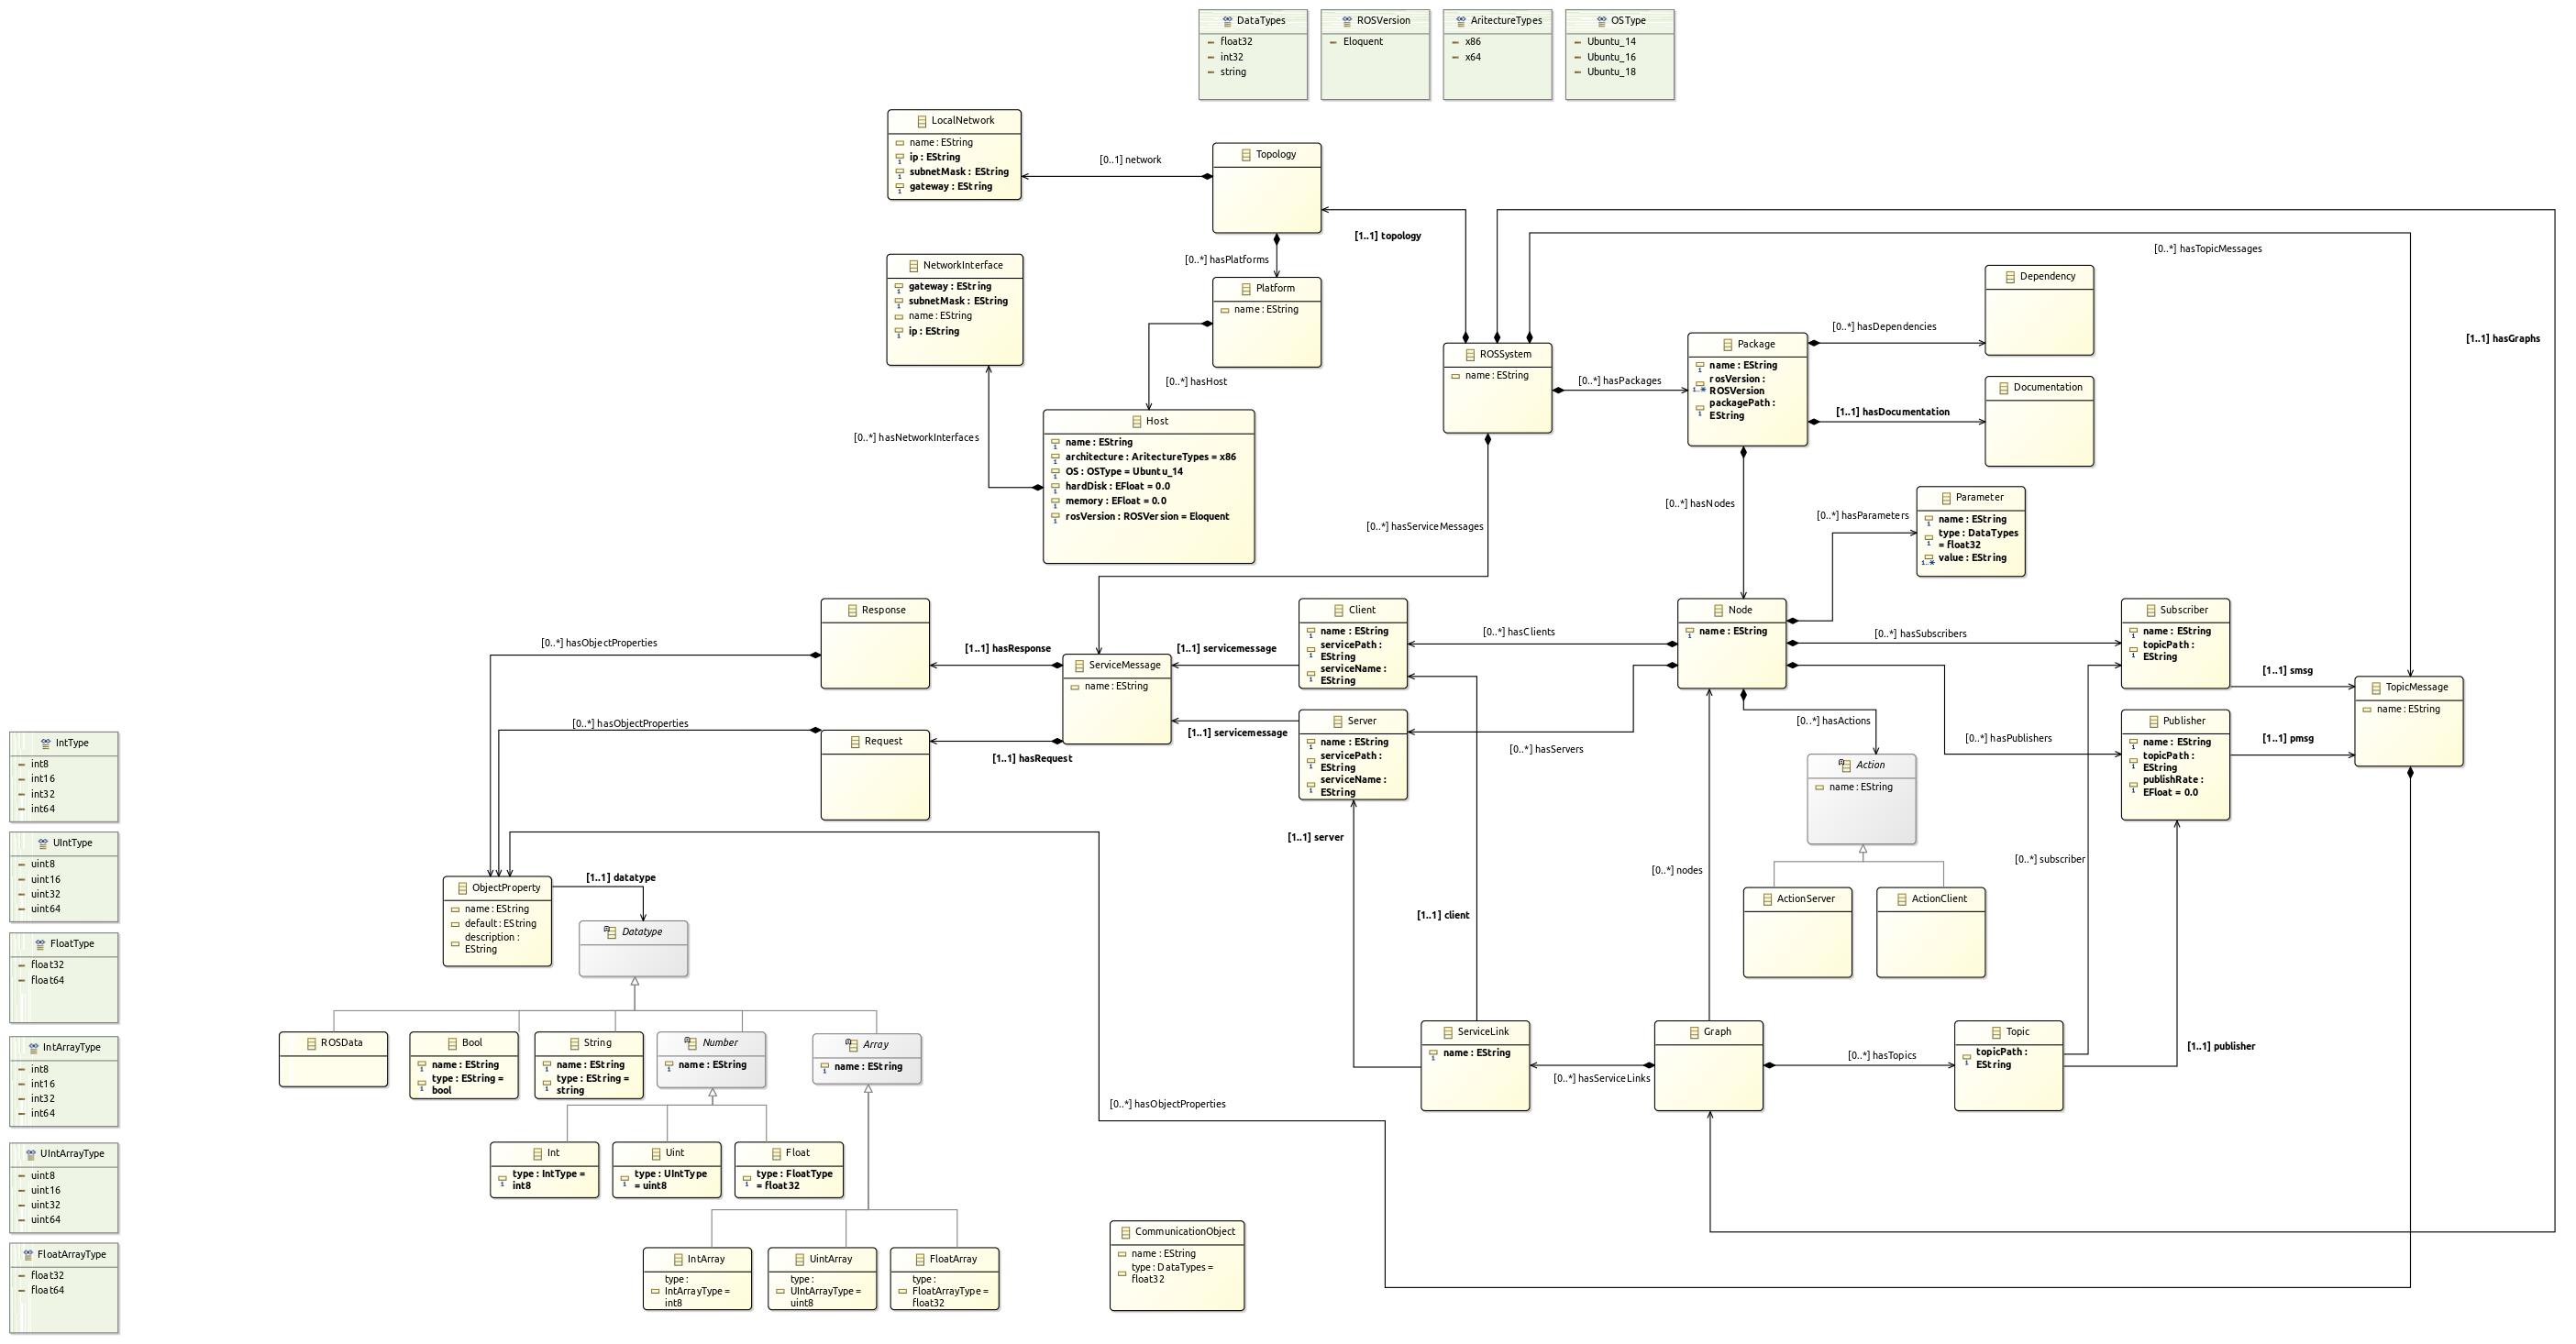 DataTypes
float32
int32
string
ROSVersion
Eloquent
AritectureTypes
x86
x64
OSType
Ubuntu_14
Ubuntu_16
Ubuntu_18
LocalNetwork
name : EString
ip : EString
subnetMask : EString
gateway : EString
[0..1] network
Topology
[1..1] topology
[0..*] hasPlatforms
[0..*] hasTopicMessages
NetworkInterface
gateway : EString
subnetMask : EString
name : EString
ip : EString
Platform
name : EString
[0..*] hasHost
ROSSystem
name : EString
[0..*] hasPackages
Package
name : EString
rosVersion :
ROSVersion
1..*
packagePath :
EString
[0..*] hasDependencies
Dependency
[1..1] hasDocumentation
Documentation
[1..1] hasGraphs
[0..*] hasNetworkInterfaces
Host
name : EString
architecture : AritectureTypes = x86
OS : OSType = Ubuntu_14
hardDisk : EFloat = 0.0
memory : EFloat = 0.0
rosVersion : ROSVersion = Eloquent
[0..*] hasServiceMessages
[0..*] hasNodes
[0..*] hasParameters
Parameter
name : EString
type : DataTypes
= float32
value : EString
1..*
Response
[0..*] hasObjectProperties
[1..1] hasResponse
ServiceMessage
name : EString
[1..1] servicemessage
Client
name : EString
servicePath :
EString
serviceName :
EString
[0..*] hasClients
Node
name : EString
[0..*] hasSubscribers
Subscriber
name : EString
topicPath :
EString
[1..1] smsg
TopicMessage
name : EString
[0..*] hasObjectProperties
Request
[1..1] hasRequest
[1..1] servicemessage
Server
name : EString
servicePath :
EString
serviceName :
EString
[0..*] hasServers
[0..*] hasActions
[0..*] hasPublishers
Publisher
name : EString
topicPath :
EString
publishRate :
EFloat = 0.0
[1..1] pmsg
Action
name : EString
ActionServer
ActionClient
[1..1] server
[1..1] client
[0..*] nodes
[0..*] subscriber
IntType
int8
int16
int32
int64
UIntType
uint8
uint16
uint32
uint64
FloatType
float32
float64
IntArrayType
int8
int16
int32
int64
UIntArrayType
uint8
uint16
uint32
uint64
FloatArrayType
float32
float64
ObjectProperty
name : EString
default : EString
description :
EString
[1..1] datatype
Datatype
ROSData
Bool
name : EString
type : EString =
bool
String
name : EString
type : EString =
string
Number
name : EString
Array
name : EString
ServiceLink
name : EString
[0..*] hasServiceLinks
Graph
[0..*] hasTopics
Topic
topicPath :
EString
[1..1] publisher
[0..*] hasObjectProperties
Int
type : IntType =
int8
Uint
type : UIntType
= uint8
Float
type : FloatType
= float32
IntArray
type :
IntArrayType =
int8
UintArray
type :
UIntArrayType =
uint8
FloatArray
type :
FloatArrayType =
float32
CommunicationObject
name : EString
type : DataTypes =
float32